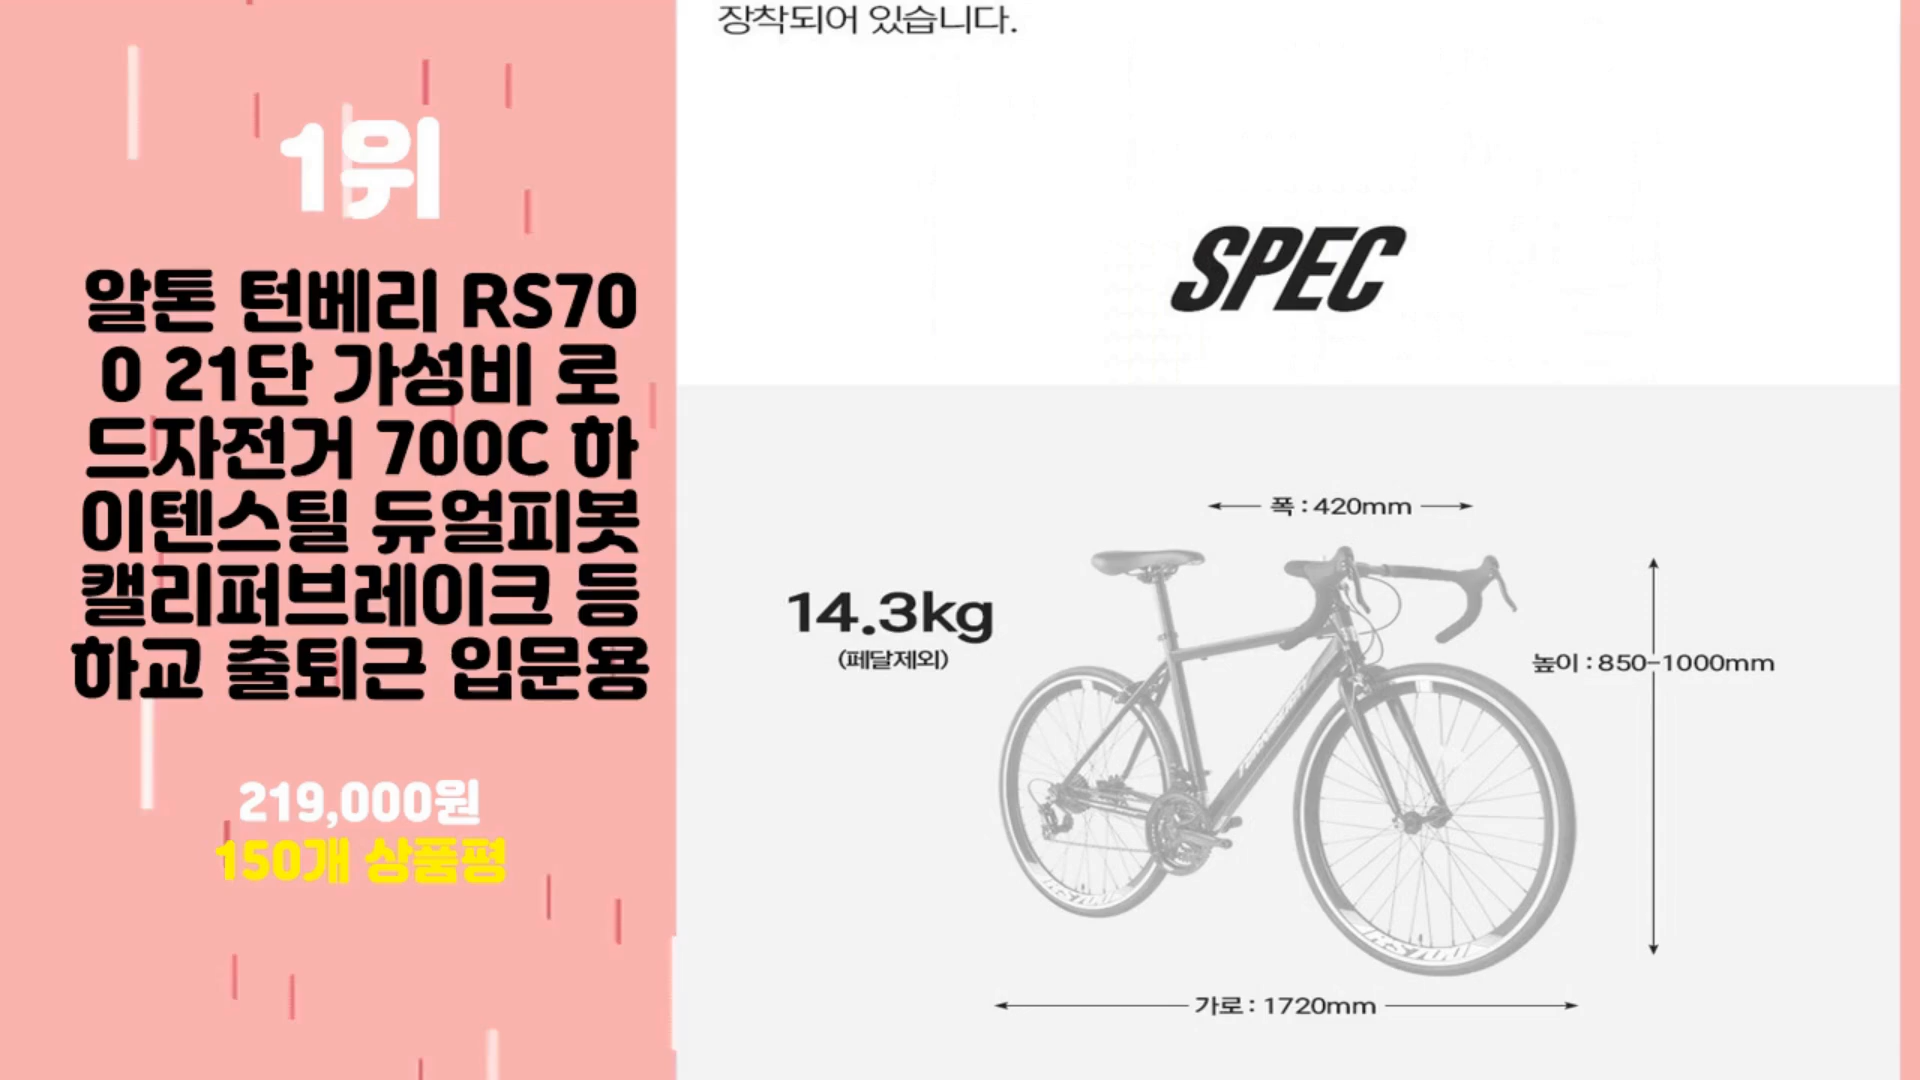 장착되어 있습니다.
1위
알톤 턴베리 RS70
0 21단 가성비 로
드자전거 700C 하
이텐스틸 듀얼피봇
캘리퍼브레이크 등
하교 출퇴근 입문용
219,000원
150개 상품평
SPEC
폭 : 420mm
14.3kg
(페달제외)
높이 : 850-1000mm
가로 : 1720mm